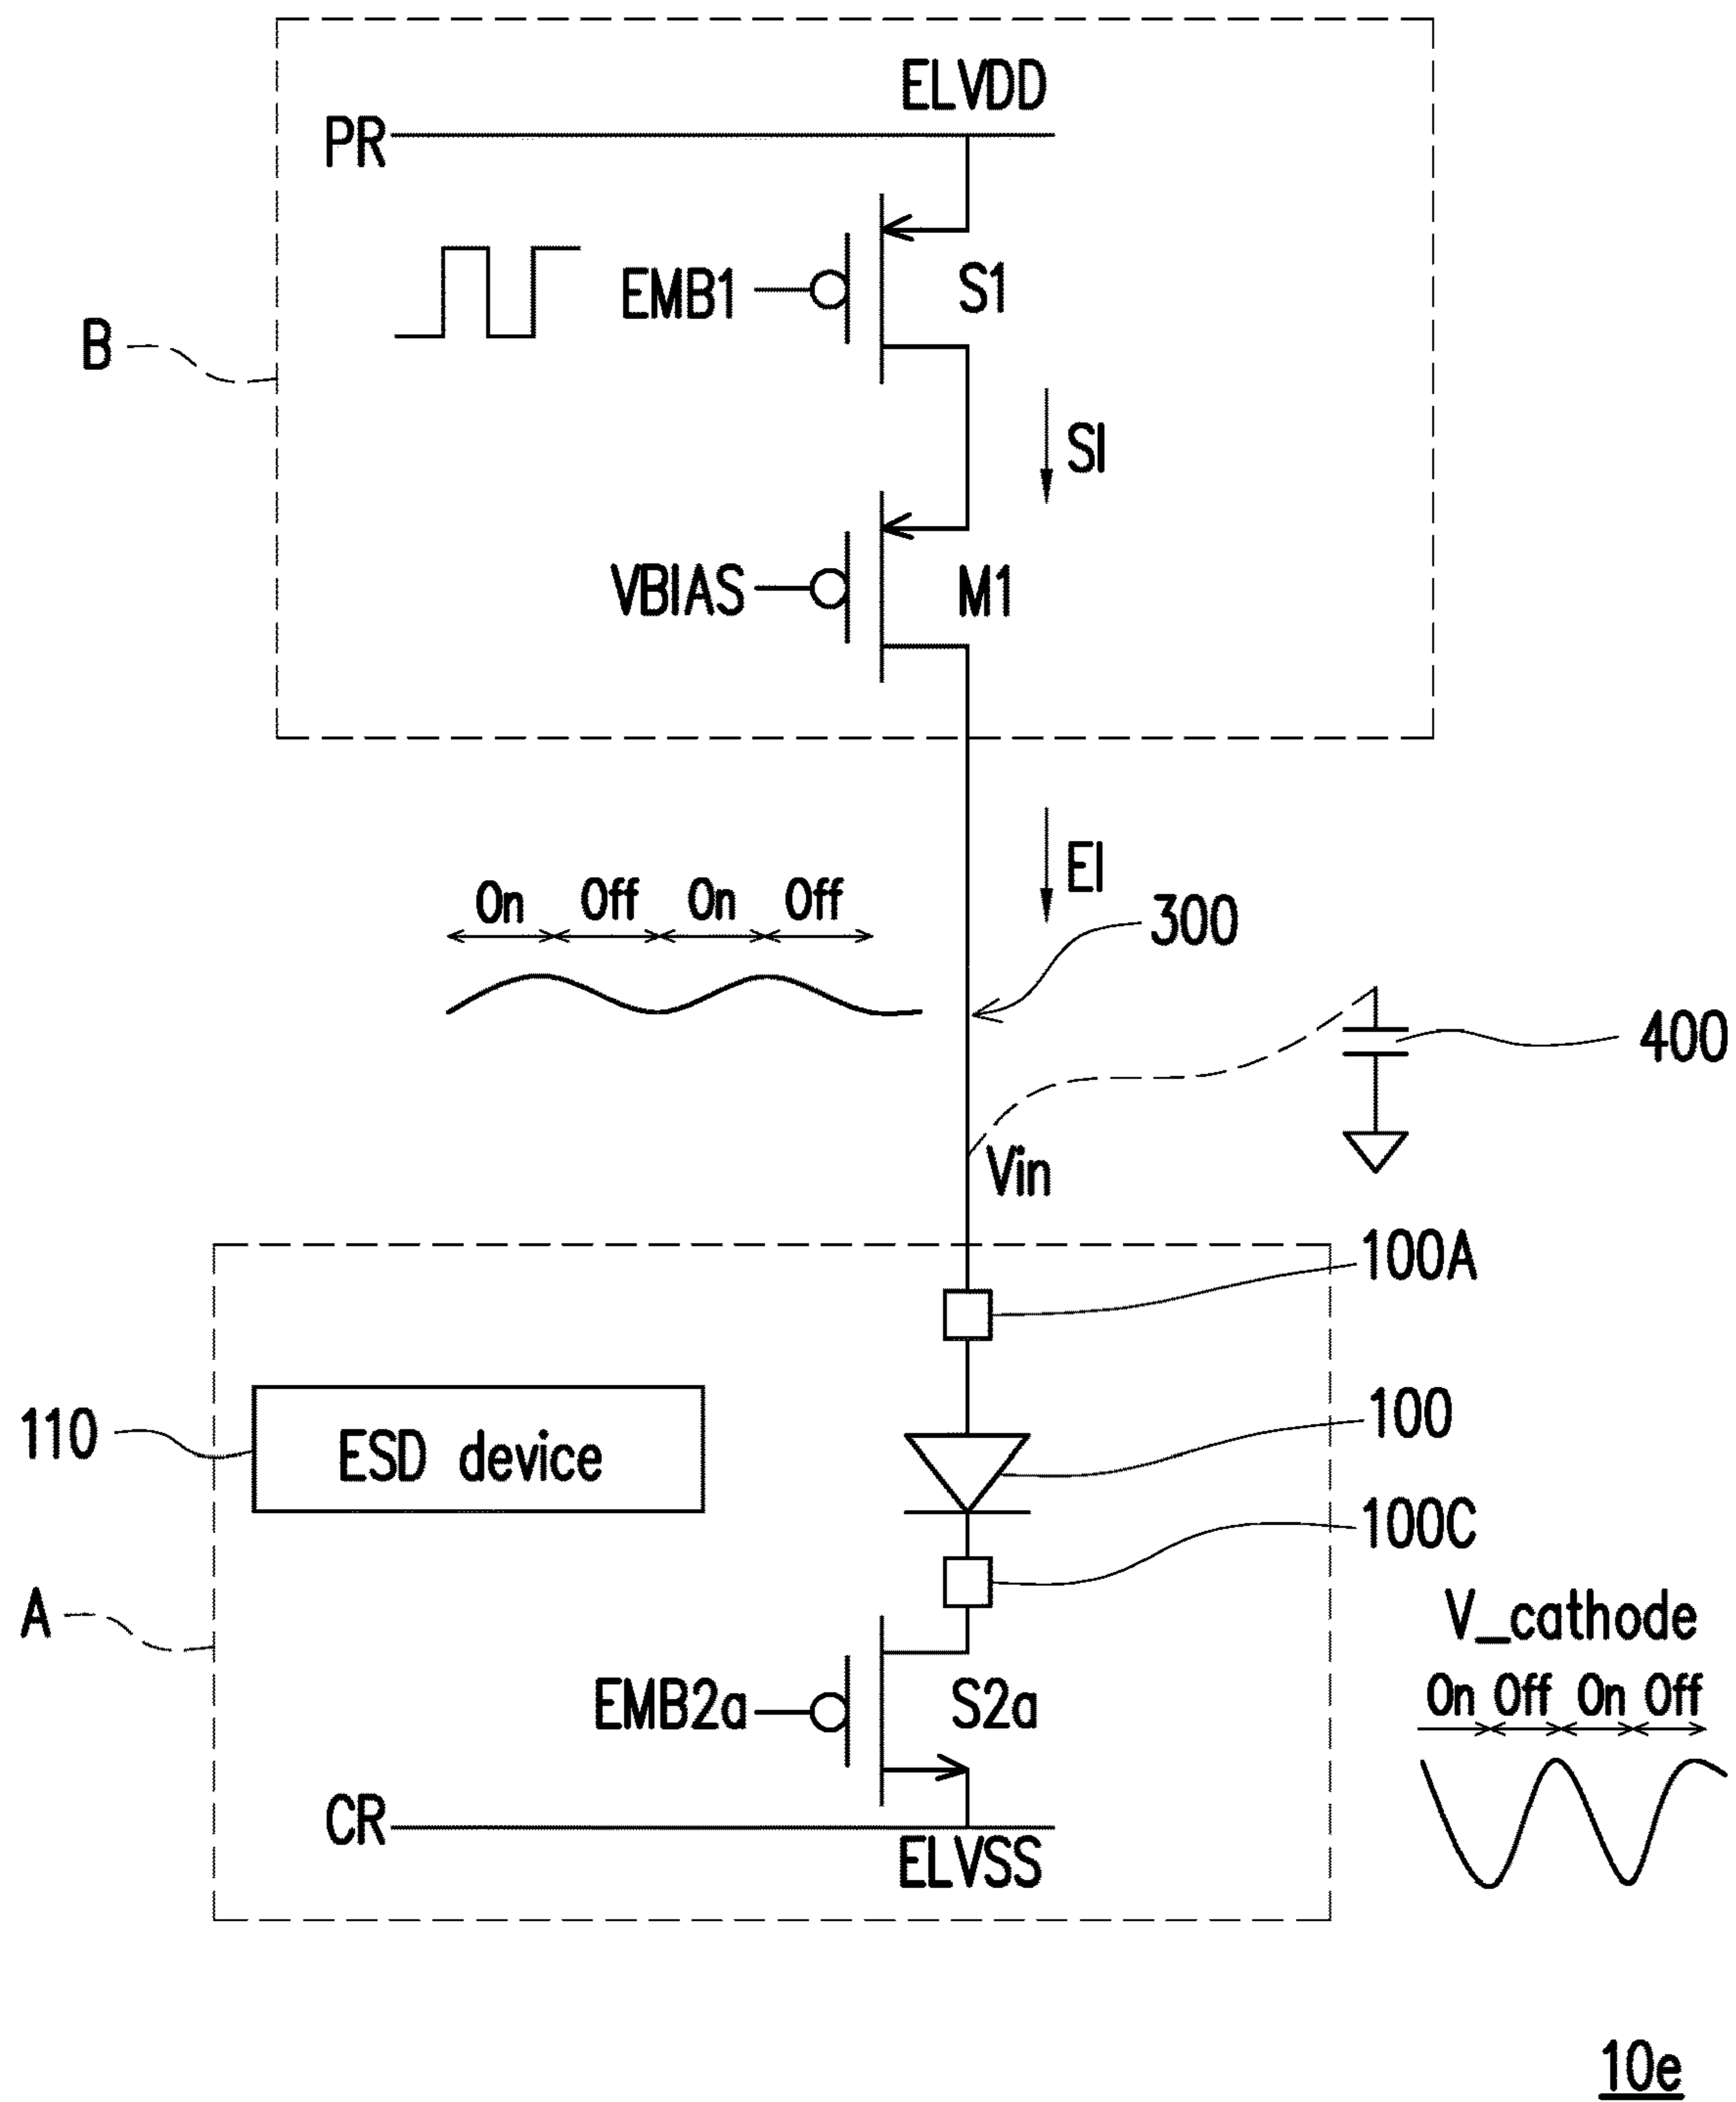 ELVDD
PR
EMB1
S1
B
SI
VBIAS
M1
EI
On Off On Off
300
400
Vin
100A
110
ESD device
100
100C
A
V_cathode
On Off On Off
EMB2a
S2a
CR
ELVSS
10e